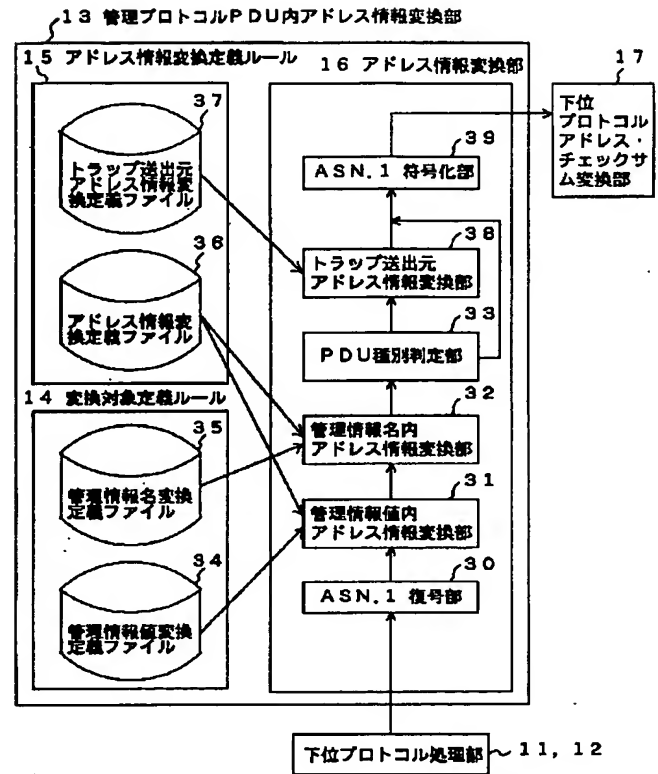 13 管理プロトコルPDU内アドレス情報変換部
15 アドレス情報変換定義ルール
16 アドレス情報変換部
17
下位
プロトコル
アドレス・
チェックサ
ム変換部
37
トラップ送出元
アドレス情報変
換定義ファイル
39
ASN.1 符号化部
36
アドレス情報変
換定義ファイル
38
トラップ送出元
アドレス情報変換部
33
PDU種別判定部
14 変換対象定義ルール
35
管理情報名変換
定義ファイル
32
管理情報名内
アドレス情報変換部
31
管理情報値内
アドレス情報変換部
34
管理情報値変換
定義ファイル
30
ASN.1 復号部
下位プロトコル処理部
11, 12